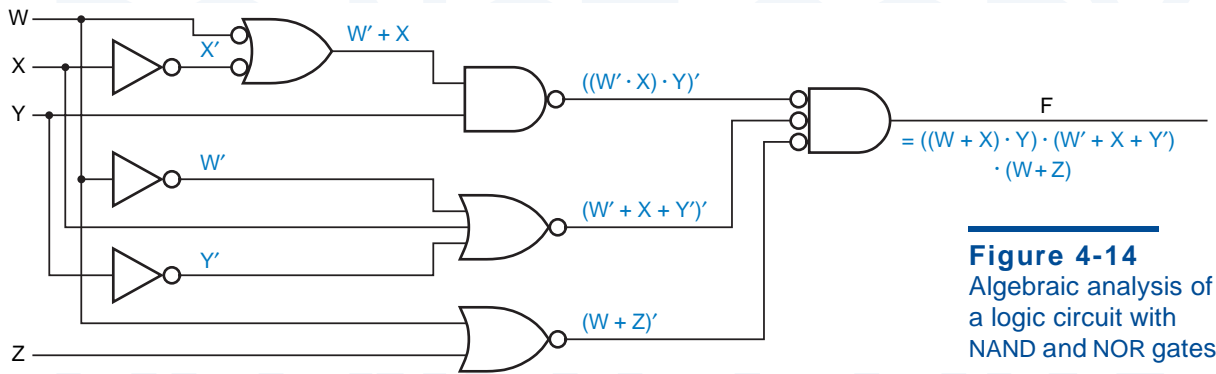 W
X
Y
Z
X′
W′ + X
((W′ · X) · Y)′
W′
(W′ + X + Y′)′
Y′
(W + Z)′
F
= ((W + X) · Y) · (W′ + X + Y′)
· (W + Z)
Figure 4-14
Algebraic analysis of
a logic circuit with
NAND and NOR gates